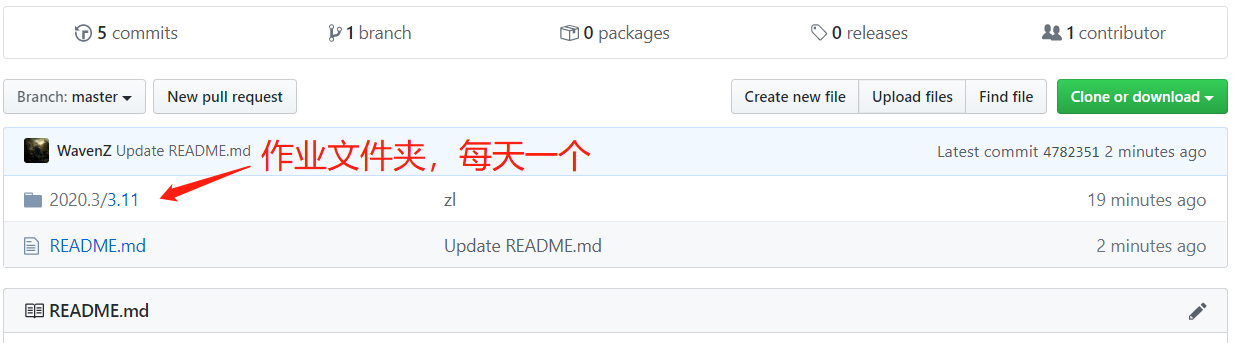 5 commits 1 branch 0 packages 0 releases 1 contributor
Branch: master New pull request Create new file Upload files Find file Clone or download
WavenZ Update README.md 作业文件夹，每天一个 Latest commit 4782351 2 minutes ago
2020.3/3.11 zl 19 minutes ago
README.md Update README.md 2 minutes ago
README.md